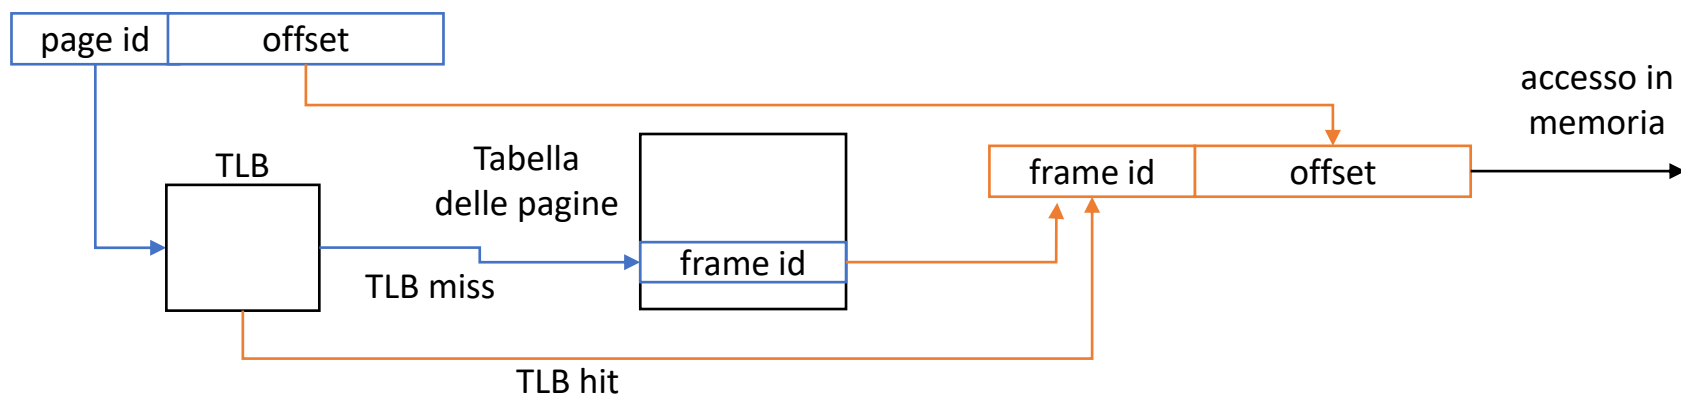 page id
offset
accesso in
memoria
TLB
Tabella
delle pagine
frame id
offset
frame id
TLB miss
TLB hit